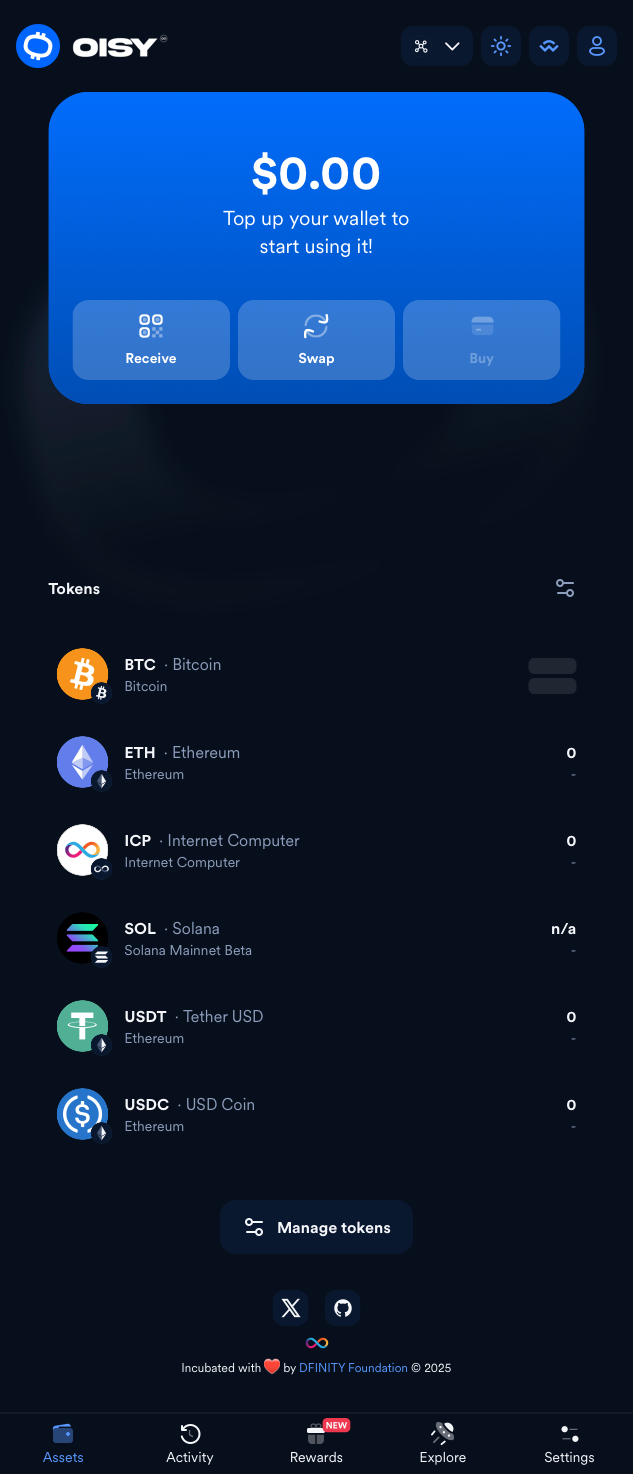 OISY
$0.00
Top up your wallet to
start using it!
Receive
Swap
Buy
Tokens
BTC · Bitcoin
Bitcoin
ETH · Ethereum
0
Ethereum
-
ICP · Internet Computer
0
Internet Computer
-
SOL · Solana
n/a
Solana Mainnet Beta
-
USDT · Tether USD
0
Ethereum
-
USDC · USD Coin
0
Ethereum
-
Manage tokens
Incubated with ❤️ by DFINITY Foundation © 2025
NEW
Assets
Activity
Rewards
Explore
Settings